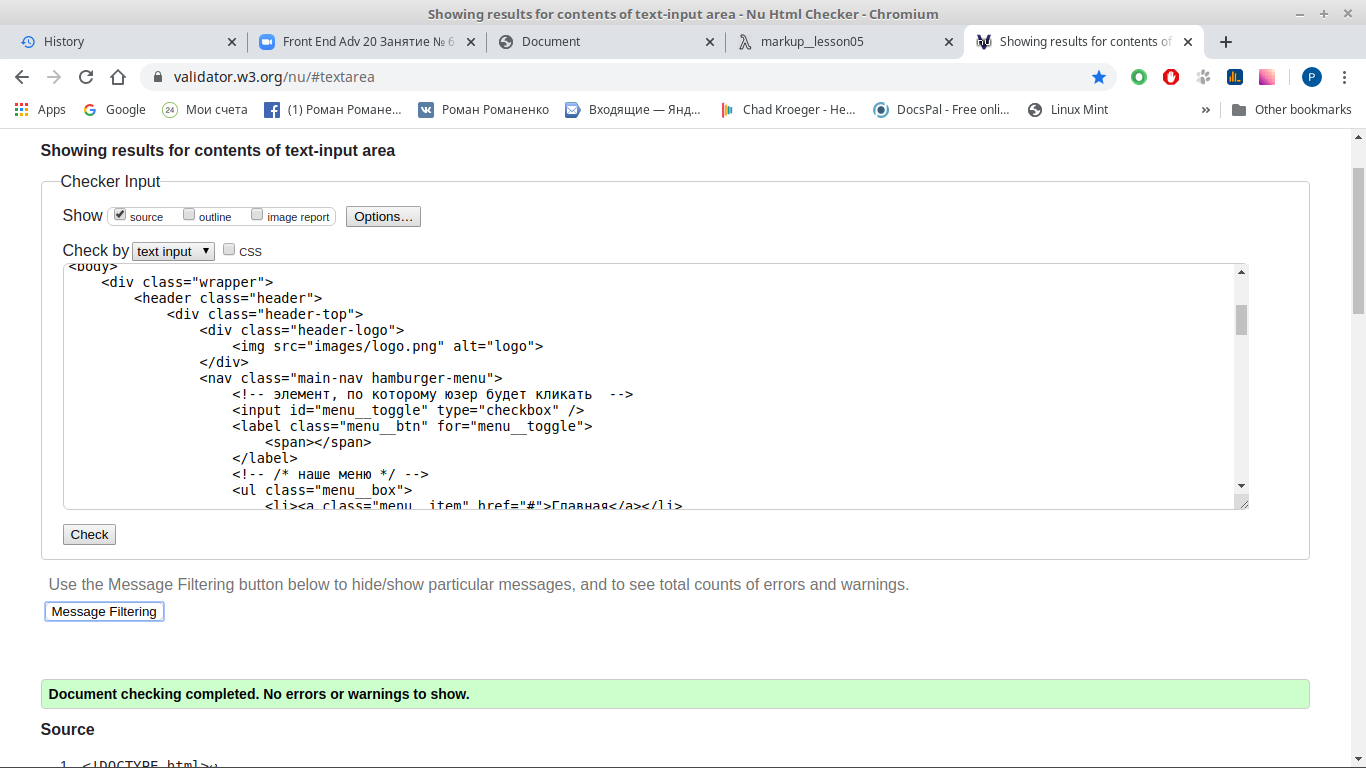 Showing results for contents of text-input area - Nu Html Checker - Chromium
History
Front End Adv 20 Занятие № 6
Document
markup__lesson05
Showing results for contents of
validator.w3.org/nu/#textarea
P
Apps
Google
24 Мои счета
(1) Роман Романе...
Роман Романенко
Входящие — Янд...
Chad Kroeger - He...
DocsPal - Free onli...
Linux Mint
»
Other bookmarks
Showing results for contents of text-input area
Checker Input
Show source outline image report Options...
Check by text input CSS
<body>
<div class="wrapper">
<header class="header">
<div class="header-top">
<div class="header-logo">
<img src="images/logo.png" alt="logo">
</div>
<nav class="main-nav hamburger-menu">
<!-- элемент, по которому юзер будет кликать  -->
<input id="menu__toggle" type="checkbox" />
<label class="menu__btn" for="menu__toggle">
<span></span>
</label>
<!-- /* наше меню */ -->
<ul class="menu__box">
<li><a class="menu__item" href="#">Главная</a></li>
Check
Use the Message Filtering button below to hide/show particular messages, and to see total counts of errors and warnings.
Message Filtering
Document checking completed. No errors or warnings to show.
Source
1. <!DOCTYPE html>↩